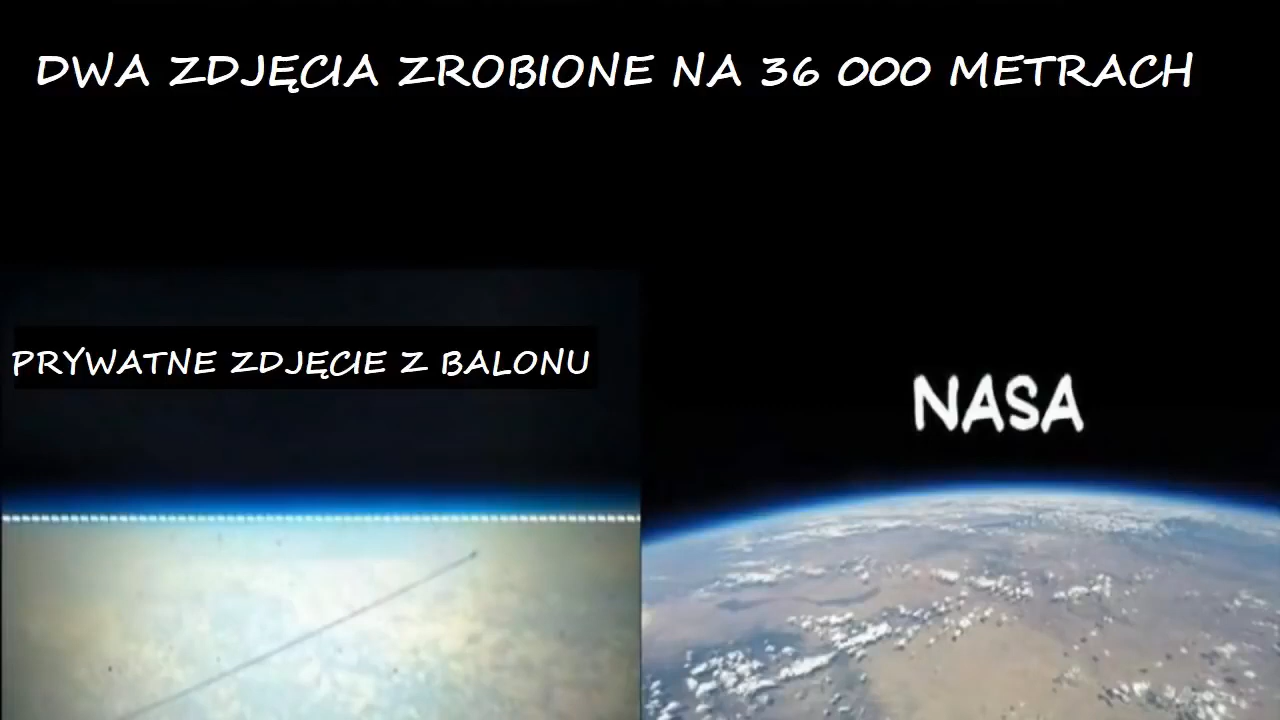 DWA ZDJĘCIA ZROBIONE NA 36 000 METRACH
PRYWATNE ZDJĘCIE Z BALONU
NASA